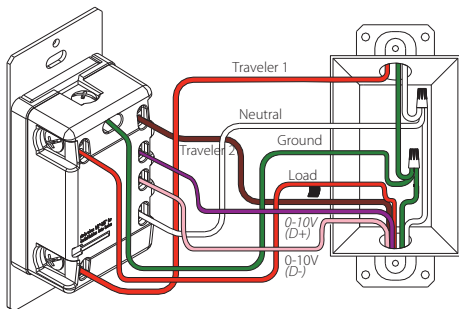 Traveler 1
Neutral
Traveler 2
Ground
Load
0-10V
(D+)
0-10V
(D-)